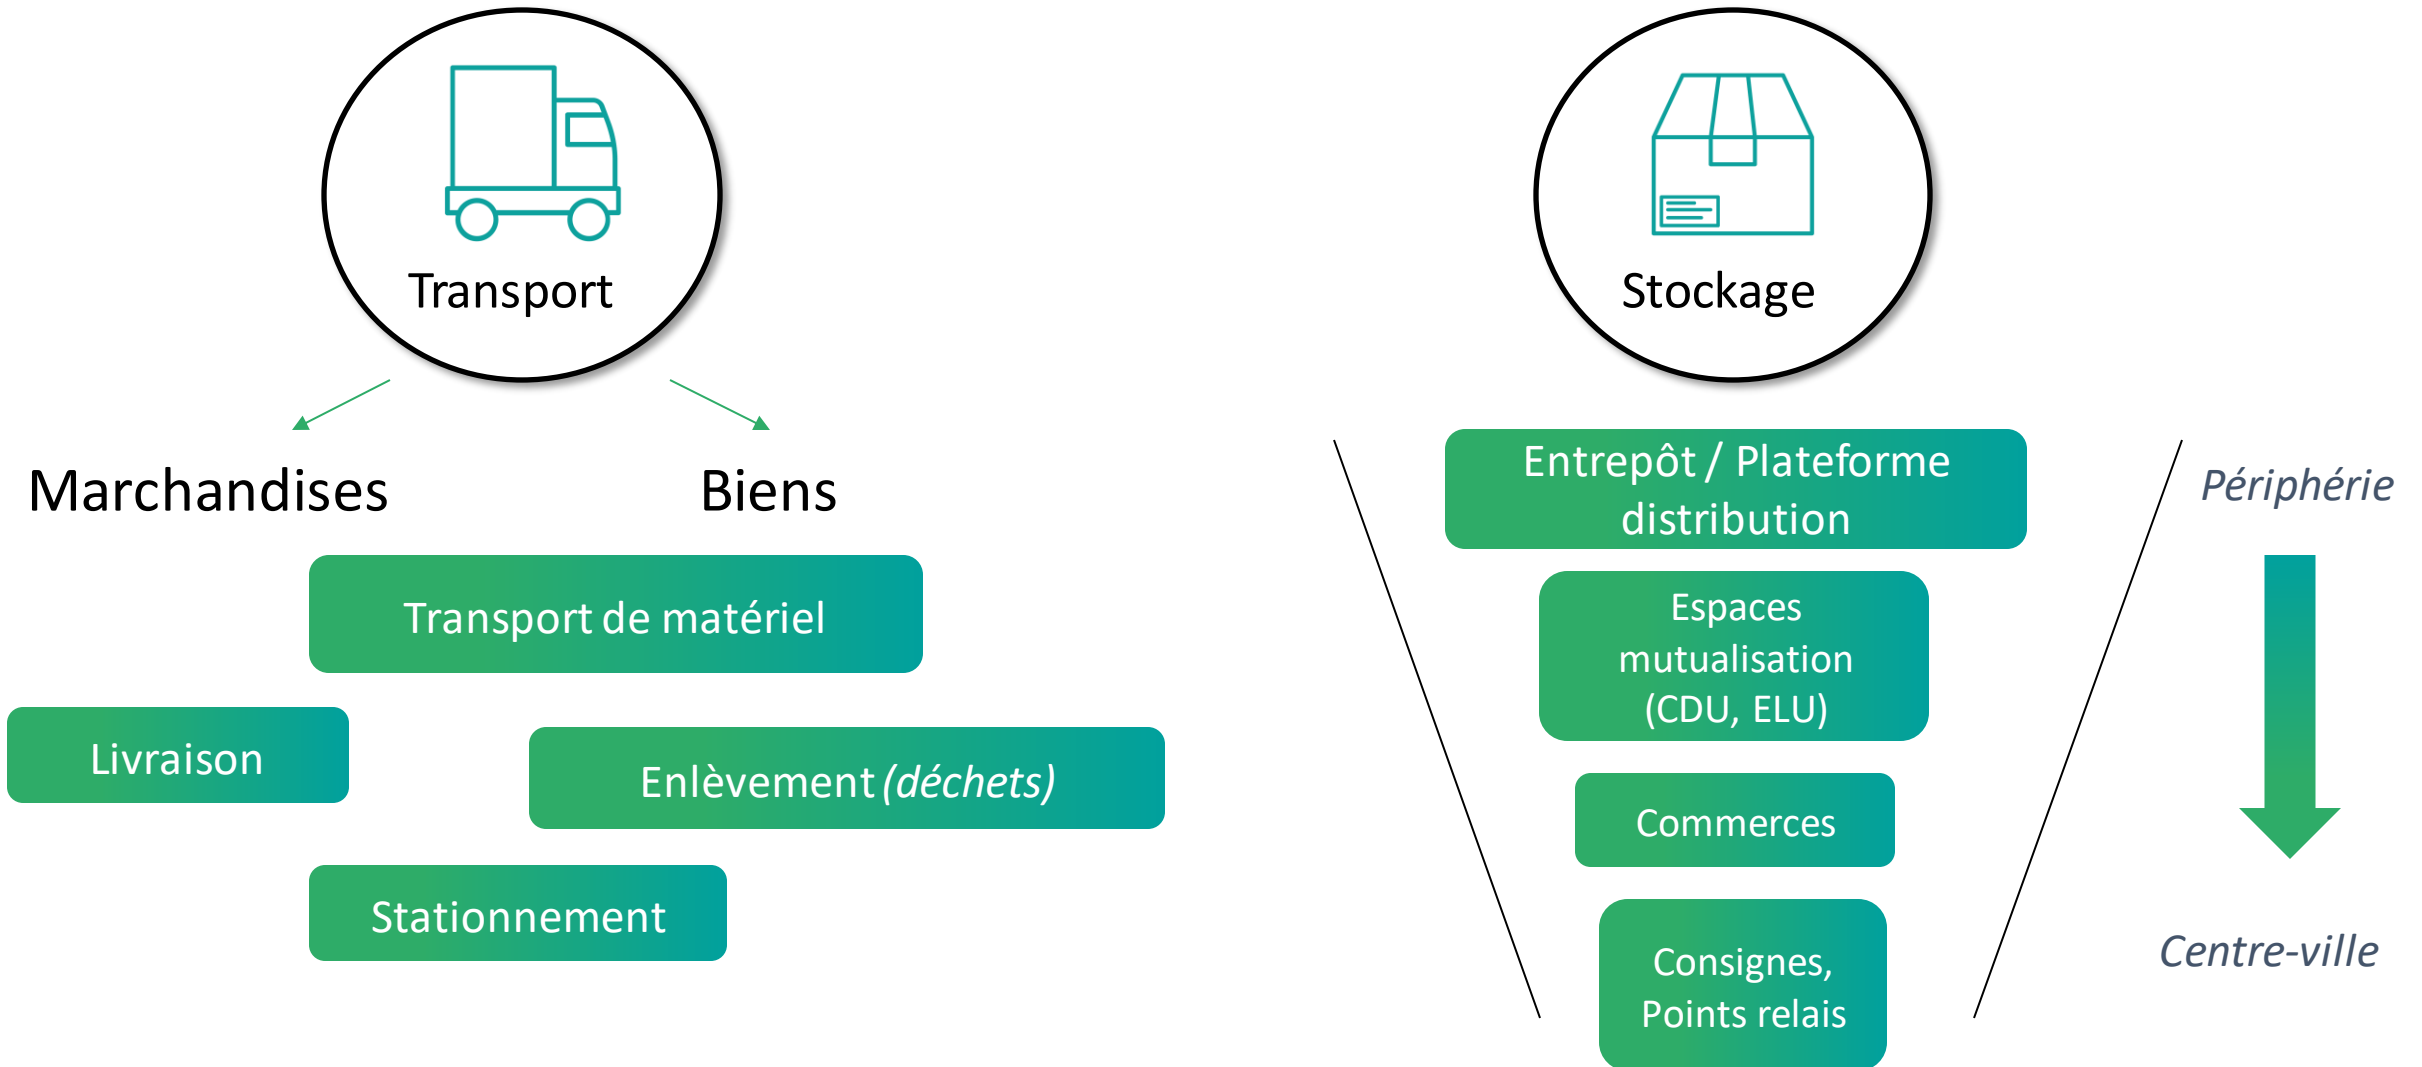 Transport
Marchandises
Biens
Transport de matériel
Livraison
Enlèvement (déchets)
Stationnement
Stockage
Entrepôt / Plateforme
distribution
Espaces
mutualisation
(CDU, ELU)
Commerces
Consignes,
Points relais
Périphérie
Centre-ville